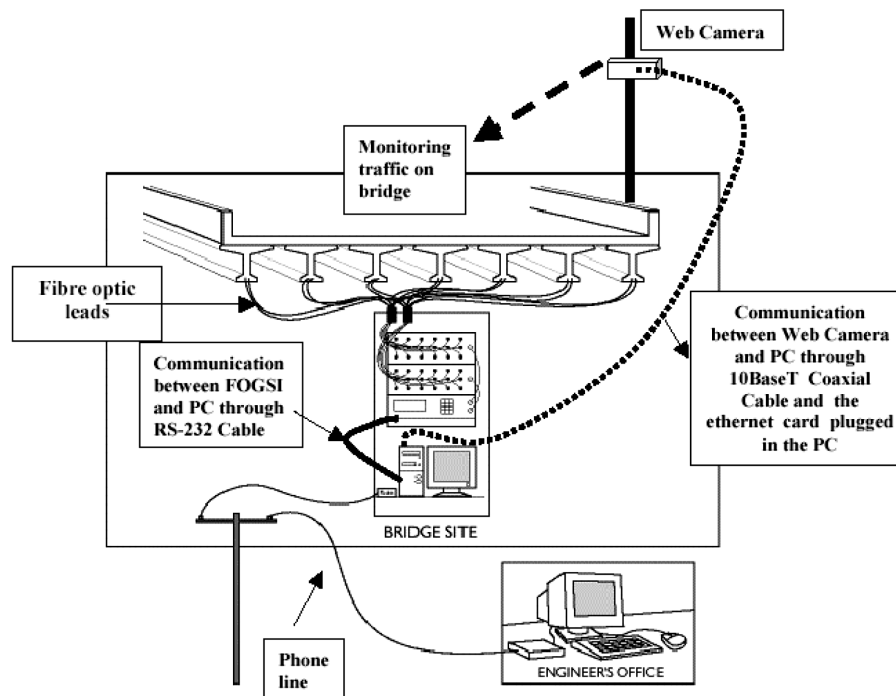 Web Camera
Monitoring
traffic on
bridge
Fibre optic
leads
Communication
between FOGSI
and PC through
RS-232 Cable
Communication
between Web Camera
and PC through
10BaseT Coaxial
Cable and the
ethernet card plugged
in the PC
BRIDGE SITE
Phone
line
ENGINEER'S OFFICE